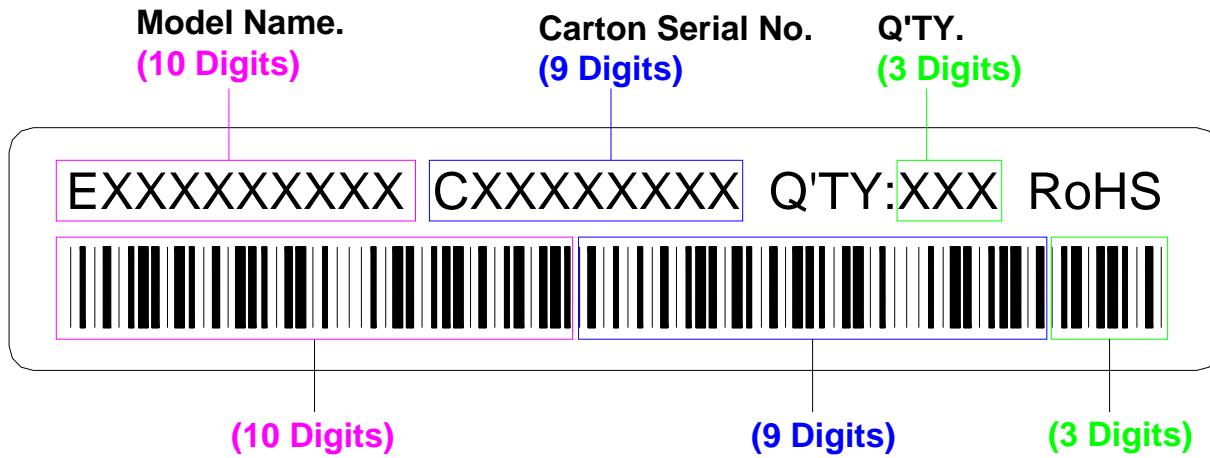 Model Name. Carton Serial No. Q'TY.
(10 Digits) (9 Digits) (3 Digits)
EXXXXXXXXX CXXXXXXXX Q'TY:XXX RoHS
(10 Digits) (9 Digits) (3 Digits)